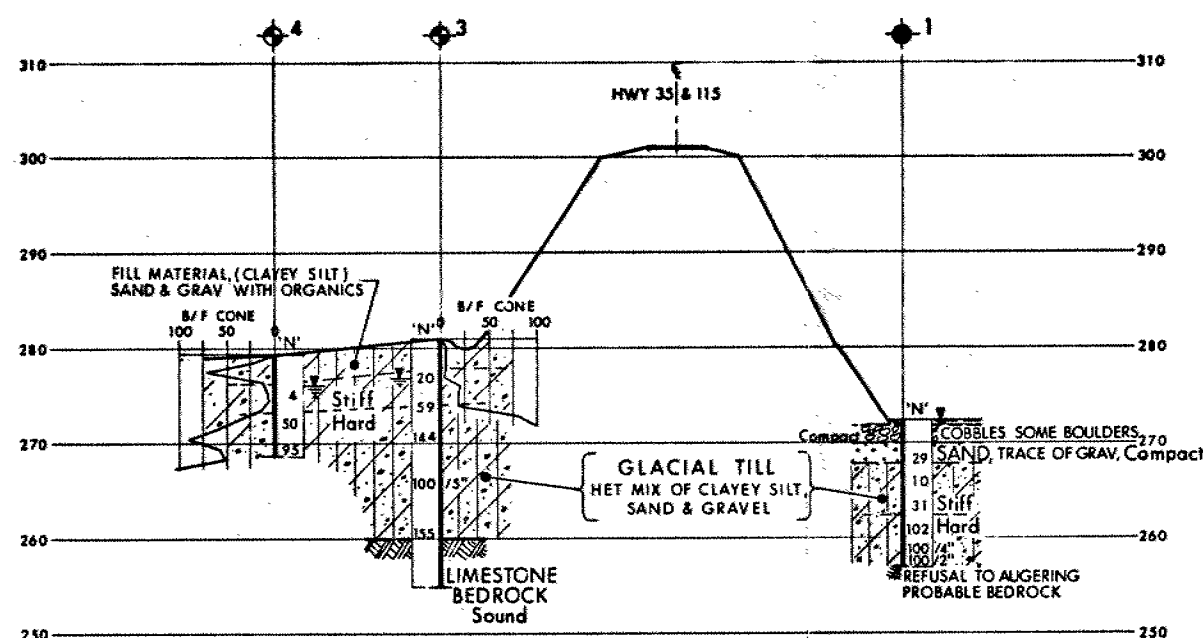 4
3
1
310
310
HWY 35 & 115
300
300
290
290
FILL MATERIAL, (CLAYEY SILT)
SAND & GRAV WITH ORGANICS
B/F CONE
100 50 0
'N'
B/F CONE
0 50 100
'N'
280
280
4
50
95
Stiff
Hard
20
59
144
100 /5"
155
270
270
'N'
Compact
COBBLES SOME BOULDERS
SAND, TRACE OF GRAV, Compact
29
10
31
102
100 /4"
100 /2"
Stiff
Hard
GLACIAL TILL
HET MIX OF CLAYEY SILT,
SAND & GRAVEL
260
260
LIMESTONE
BEDROCK
Sound
REFUSAL TO AUGERING
PROBABLE BEDROCK
250
250